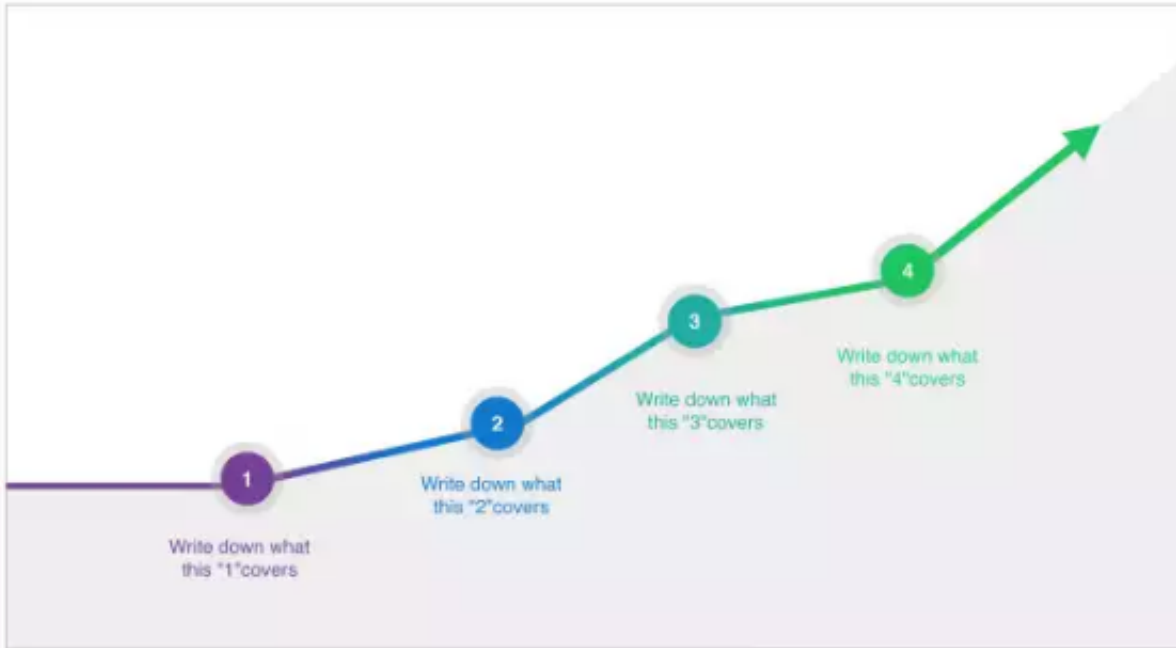 1
Write down what
this "1"covers
2
Write down what
this "2"covers
3
Write down what
this "3"covers
4
Write down what
this "4"covers